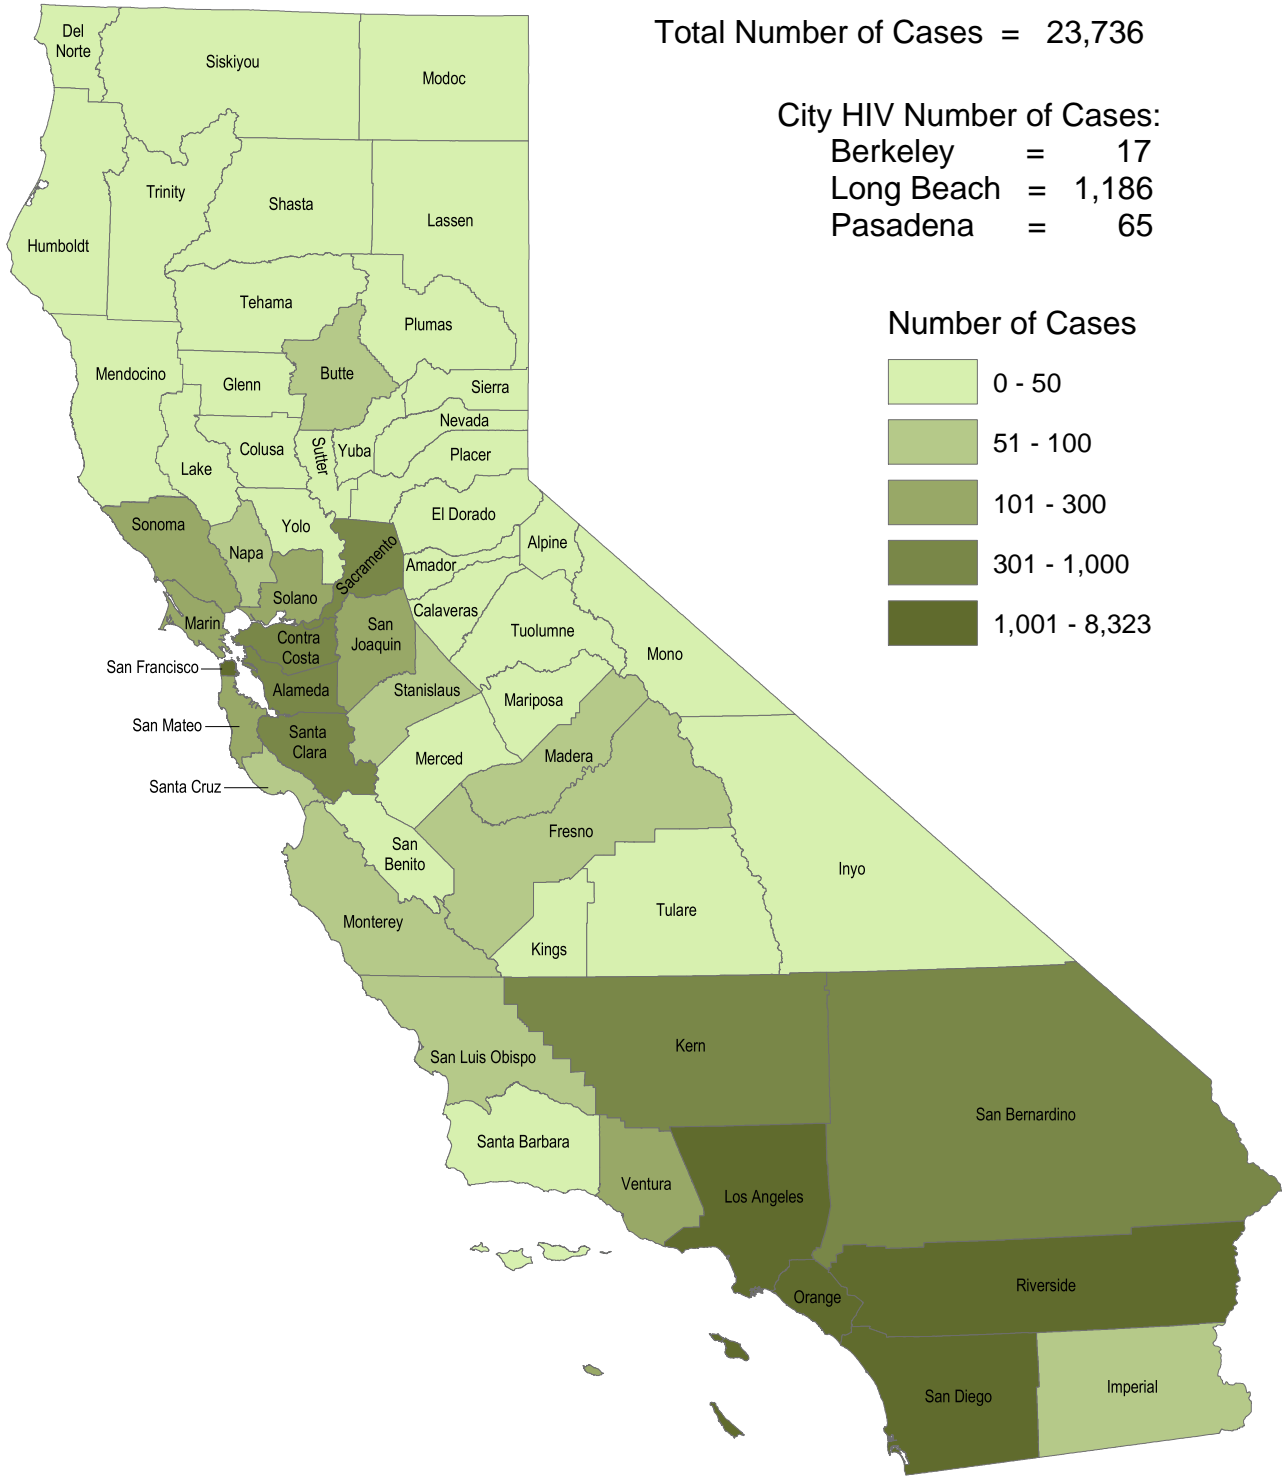 Total Number of Cases = 23,736
City HIV Number of Cases:
Berkeley = 17
Long Beach = 1,186
Pasadena = 65
Number of Cases
0 - 50
51 - 100
101 - 300
301 - 1,000
1,001 - 8,323
Del
Norte
Siskiyou
Modoc
Trinity
Shasta
Lassen
Humboldt
Tehama
Plumas
Mendocino
Glenn
Butte
Sierra
Nevada
Colusa
Sutter
Yuba
Placer
Lake
El Dorado
Sonoma
Yolo
Napa
Sacramento
Alpine
Amador
Solano
Calaveras
Marin
San
Joaquin
Tuolumne
Contra
Costa
Mono
San Francisco
Alameda
Stanislaus
Mariposa
San Mateo
Santa
Clara
Merced
Madera
Santa Cruz
Fresno
San
Benito
Inyo
Monterey
Tulare
Kings
Kern
San Luis Obispo
San Bernardino
Santa Barbara
Ventura
Los Angeles
Riverside
Orange
Imperial
San Diego